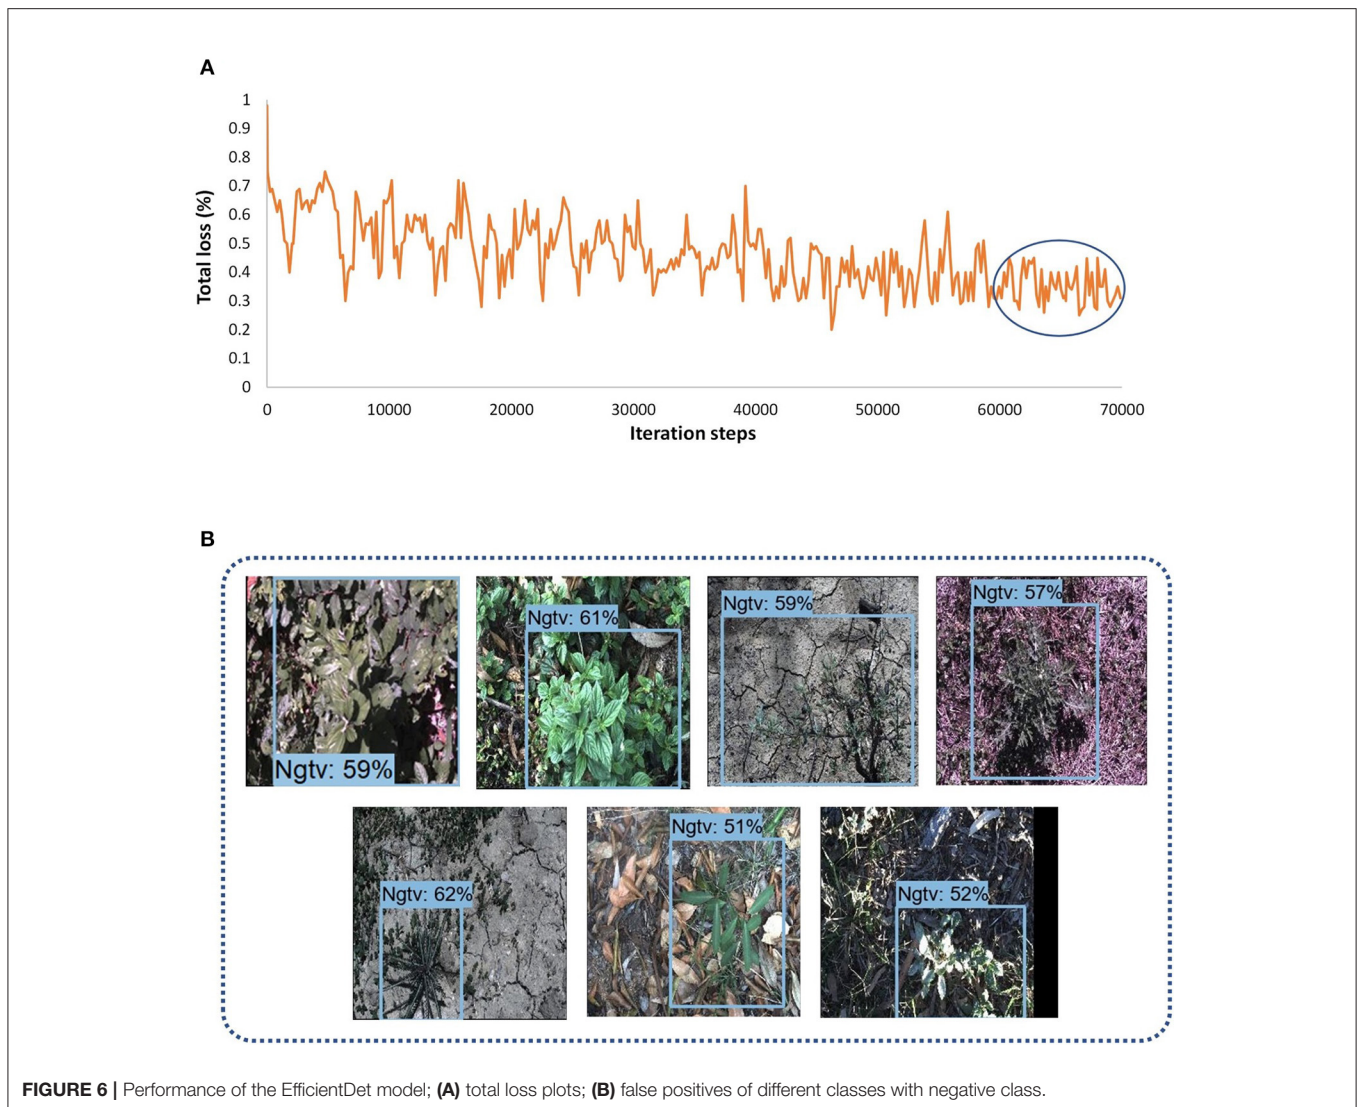 A
1
0.9
0.8
0.7
0.6
0.5
0.4
0.3
0.2
0.1
0
Total loss (%)
0 10000 20000 30000 40000 50000 60000 70000
Iteration steps
B
Ngtv: 59%
Ngtv: 61%
Ngtv: 59%
Ngtv: 57%
Ngtv: 62%
Ngtv: 51%
Ngtv: 52%
FIGURE 6 | Performance of the EfficientDet model; (A) total loss plots; (B) false positives of different classes with negative class.